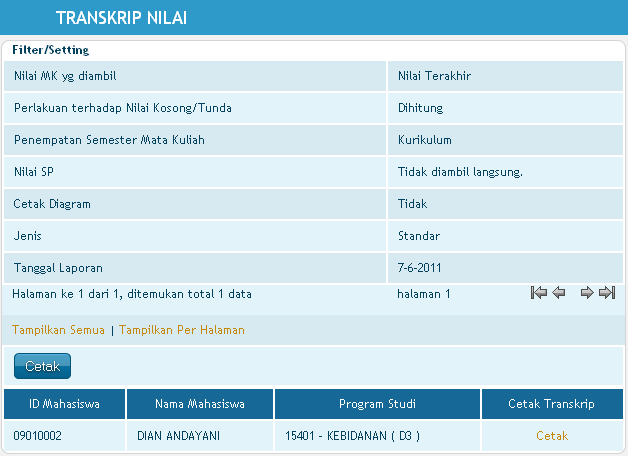 TRANSKRIP NILAI
Filter/Setting
Nilai MK yg diambil Nilai Terakhir
Perlakuan terhadap Nilai Kosong/Tunda Dihitung
Penempatan Semester Mata Kuliah Kurikulum
Nilai SP Tidak diambil langsung.
Cetak Diagram Tidak
Jenis Standar
Tanggal Laporan 7-6-2011
Halaman ke 1 dari 1, ditemukan total 1 data halaman 1
Tampilkan Semua | Tampilkan Per Halaman
Cetak
ID Mahasiswa Nama Mahasiswa Program Studi Cetak Transkrip
09010002 DIAN ANDAYANI 15401 - KEBIDANAN ( D3 ) Cetak